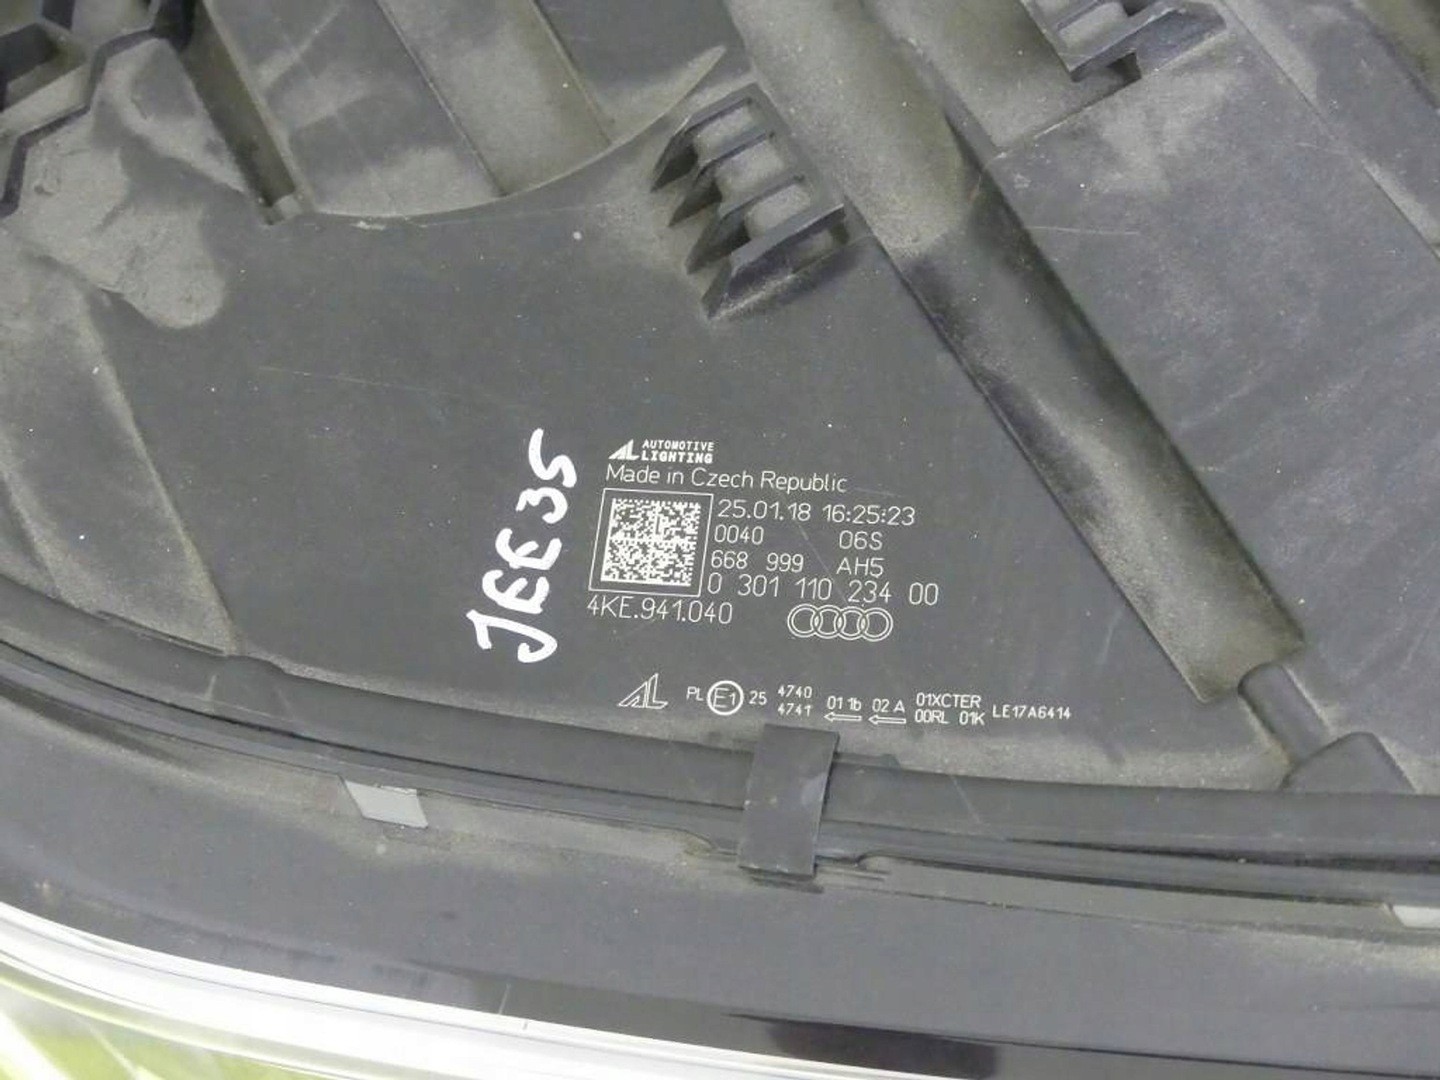 JEE35
AUTOMOTIVE
LIGHTING
Made in Czech Republic
25.01.18 16:25:23
0040 06S
668 999 AH5
0 301 110 234 00
4KE.941.040
AL PL E1 25 4740 01 1b 02 A 01XCTER LE17A6414
4741 00RL 01K